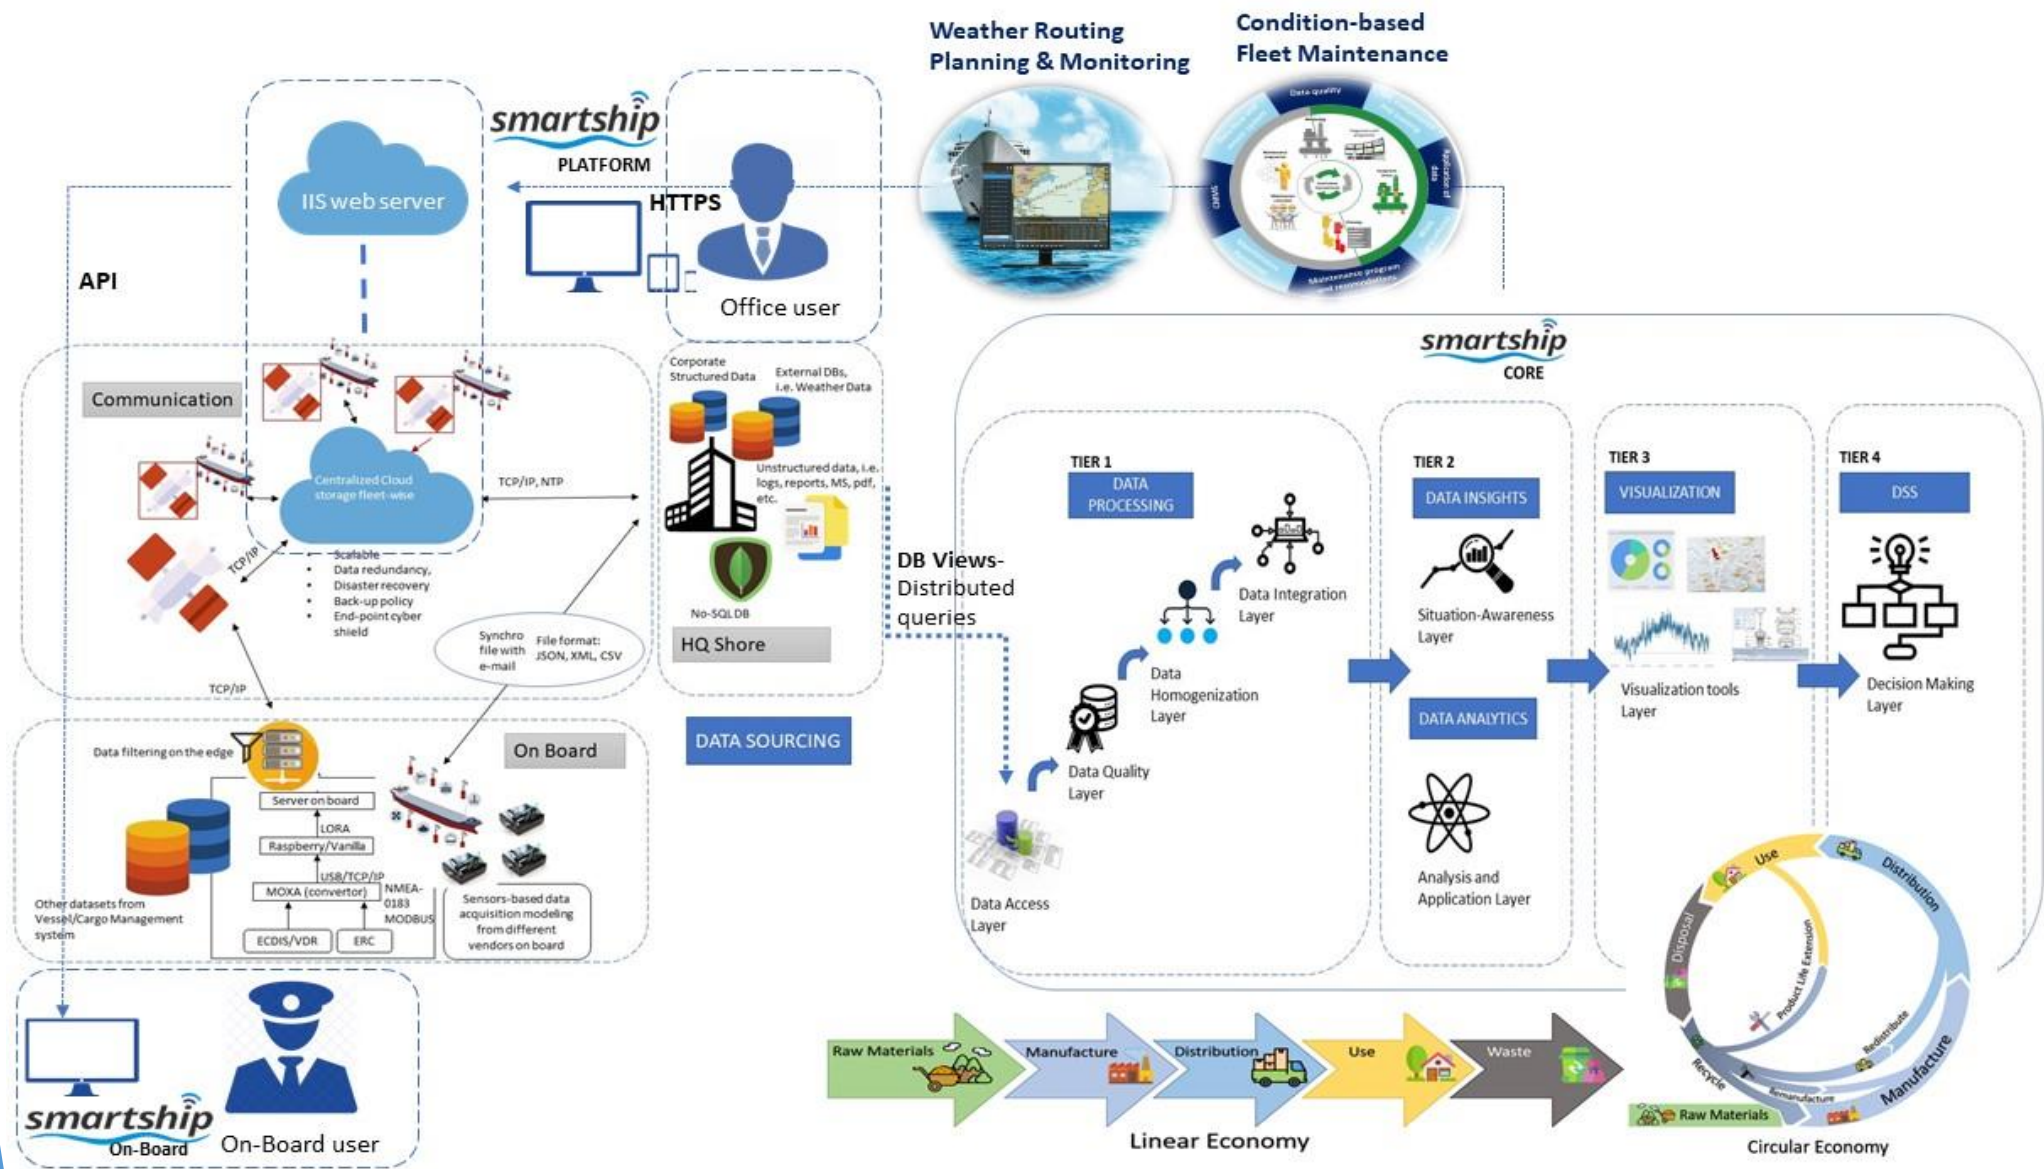 Weather Routing
Planning & Monitoring
Condition-based
Fleet Maintenance
Data quality
Application of
data
Maintenance program
SMRD
smartship
PLATFORM
HTTPS
IIS web server
Office user
API
Communication
Centralized Cloud
storage fleet-wise
TCP/IP, NTP
TCP/IP
• Scalable
• Data redundancy,
• Disaster recovery
• Back-up policy
• End-point cyber
shield
TCP/IP
Synchro
file with
e-mail
File format:
JSON, XML, CSV
Corporate
Structured Data
External DBs,
i.e. Weather Data
Unstructured data, i.e.
logs, reports, MS, pdf,
etc.
No-SQL DB
HQ Shore
DATA SOURCING
DB Views-
Distributed
queries
On Board
Data filtering on the edge
Server on board
LORA
Raspberry/Vanilla
USB/TCP/IP
MOXA (convertor)
NMEA-
0183
MODBUS
ECDIS/VDR
ERC
Other datasets from
Vessel/Cargo Management
system
Sensors-based data
acquisition modeling
from different
vendors on board
smartship
On-Board
On-Board user
smartship
CORE
TIER 1
DATA
PROCESSING
Data Access
Layer
Data Quality
Layer
Data
Homogenization
Layer
Data Integration
Layer
TIER 2
DATA INSIGHTS
Situation-Awareness
Layer
DATA ANALYTICS
Analysis and
Application Layer
TIER 3
VISUALIZATION
Visualization tools
Layer
TIER 4
DSS
Decision Making
Layer
Raw Materials
Manufacture
Distribution
Use
Waste
Linear Economy
Use
Distribution
Disposal
Product Life Extension
Redistribute
Recycle
Remanufacture
Manufacture
Raw Materials
Circular Economy